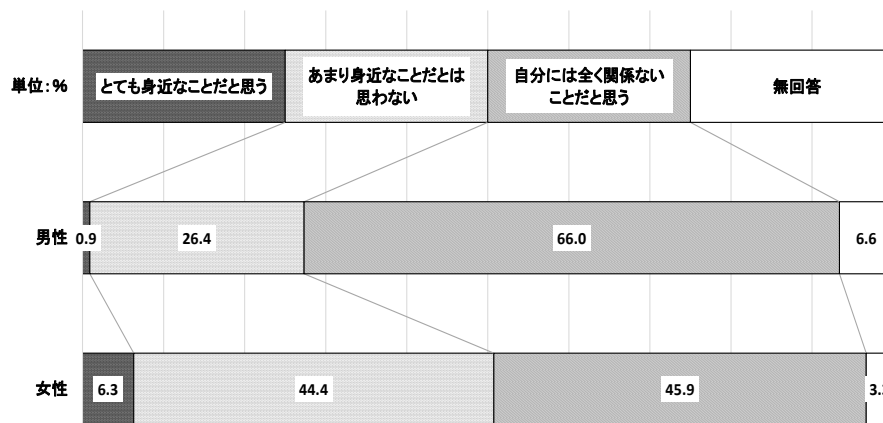 単位:% とても身近なことだと思う あまり身近なことだとは
思わない 自分には全く関係ない
ことだと思う 無回答
男性 0.9 26.4 66.0 6.6
女性 6.3 44.4 45.9